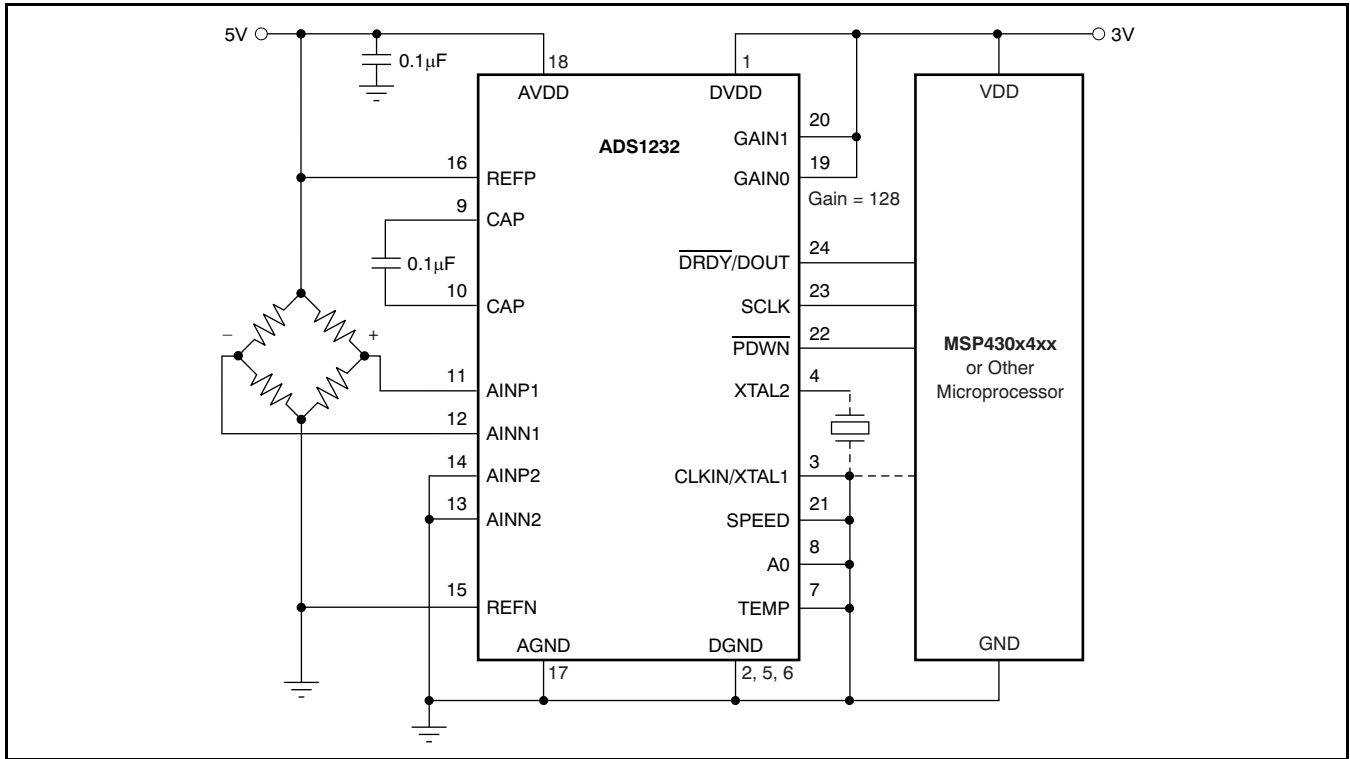 5V
3V
0.1µF
18
1
AVDD
DVDD
VDD
ADS1232
GAIN1
20
GAIN0
19
Gain = 128
16
REFP
9
CAP
0.1µF
10
CAP
DRDY/DOUT
24
SCLK
23
PDWN
22
XTAL2
4
MSP430x4xx
or Other
Microprocessor
–
+
11
AINP1
12
AINN1
14
AINP2
13
AINN2
CLKIN/XTAL1
3
SPEED
21
A0
8
TEMP
7
15
REFN
AGND
DGND
GND
17
2, 5, 6